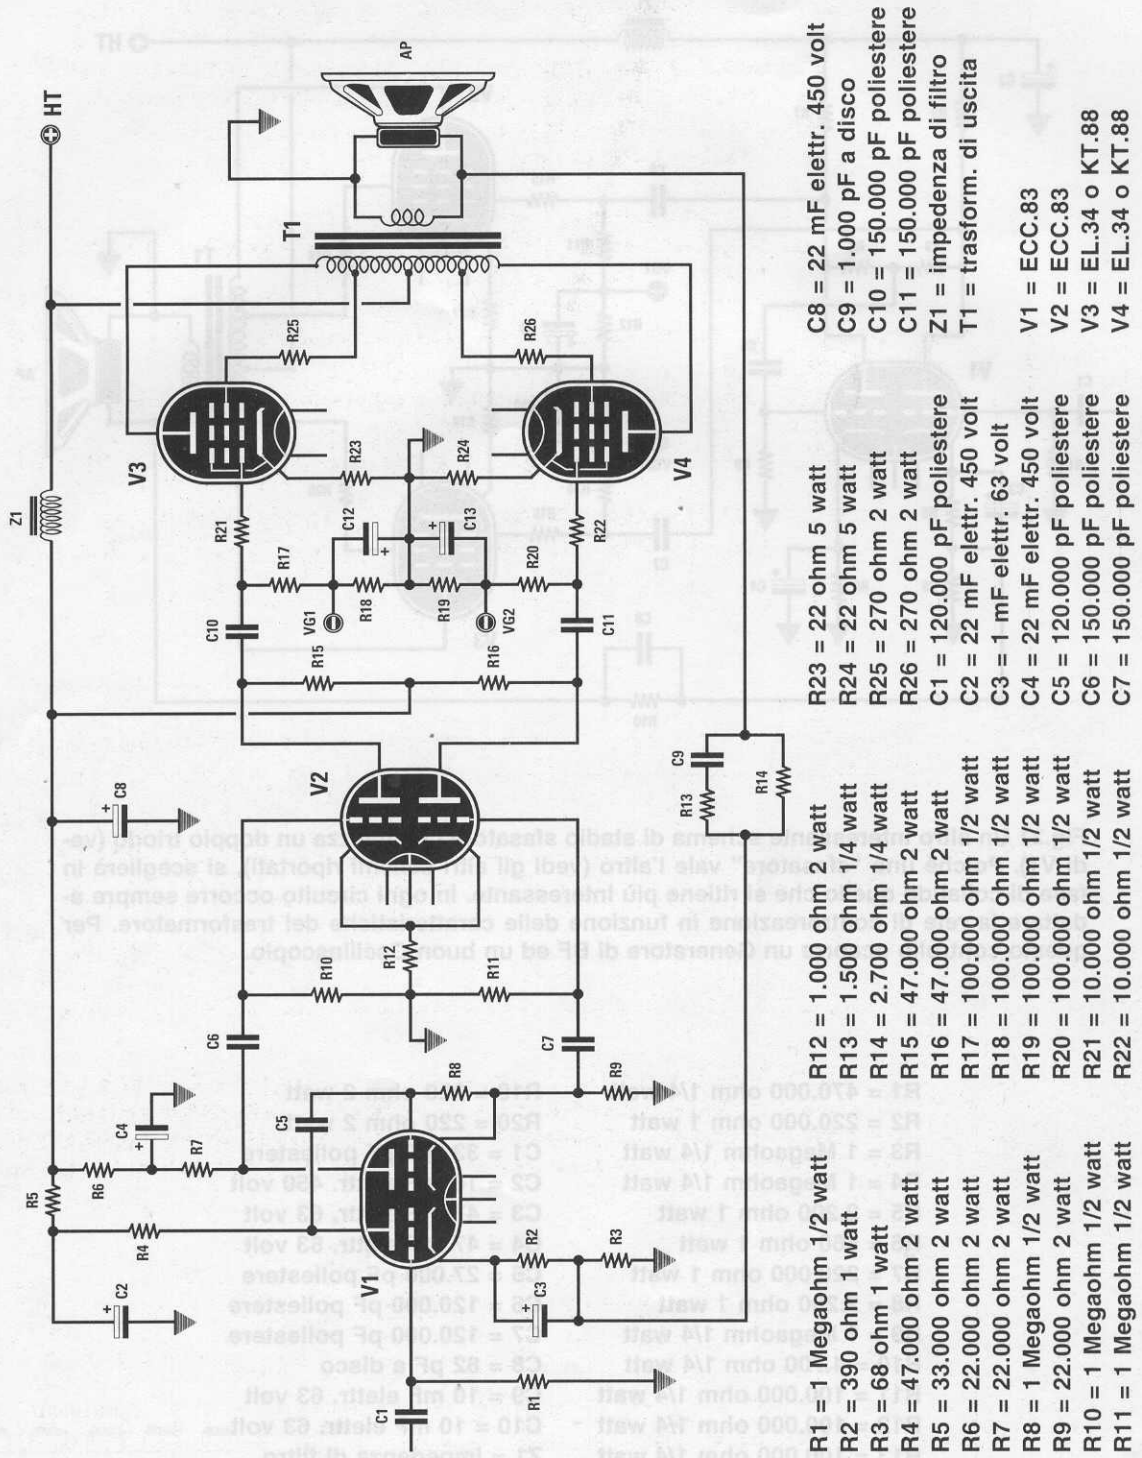 Z1
HT
AP
T1
R5
R25
R26
C8
V3
V4
R23
R24
R21
R22
C12
C13
R17
R18
R19
R20
VG1
VG2
C10
C11
R15
R16
V2
C9
R13
R14
R10
R12
R11
C6
C7
R8
R9
C4
R6
R7
C5
R4
C2
V1
R2
R3
C3
R1
C1
R1 = 1 Megaohm 1/2 watt
R2 = 390 ohm 1 watt
R3 = 68 ohm 1 watt
R4 = 47.000 ohm 2 watt
R5 = 33.000 ohm 2 watt
R6 = 22.000 ohm 2 watt
R7 = 22.000 ohm 2 watt
R8 = 1 Megaohm 1/2 watt
R9 = 22.000 ohm 2 watt
R10 = 1 Megaohm 1/2 watt
R11 = 1 Megaohm 1/2 watt
R12 = 1.000 ohm 2 watt
R13 = 1.500 ohm 1/4 watt
R14 = 2.700 ohm 1/4 watt
R15 = 47.000 ohm 2 watt
R16 = 47.000 ohm 2 watt
R17 = 100.000 ohm 1/2 watt
R18 = 100.000 ohm 1/2 watt
R19 = 100.000 ohm 1/2 watt
R20 = 100.000 ohm 1/2 watt
R21 = 10.000 ohm 1/2 watt
R22 = 10.000 ohm 1/2 watt
R23 = 22 ohm 5 watt
R24 = 22 ohm 5 watt
R25 = 270 ohm 2 watt
R26 = 270 ohm 2 watt
C1 = 120.000 pF poliestere
C2 = 22 mF elettr. 450 volt
C3 = 1 mF elettr. 63 volt
C4 = 22 mF elettr. 450 volt
C5 = 120.000 pF poliestere
C6 = 150.000 pF poliestere
C7 = 150.000 pF poliestere
C8 = 22 mF elettr. 450 volt
C9 = 1.000 pF a disco
C10 = 150.000 pF poliestere
C11 = 150.000 pF poliestere
Z1 = impedenza di filtro
T1 = trasform. di uscita
V1 = ECC.83
V2 = ECC.83
V3 = EL.34 o KT.88
V4 = EL.34 o KT.88